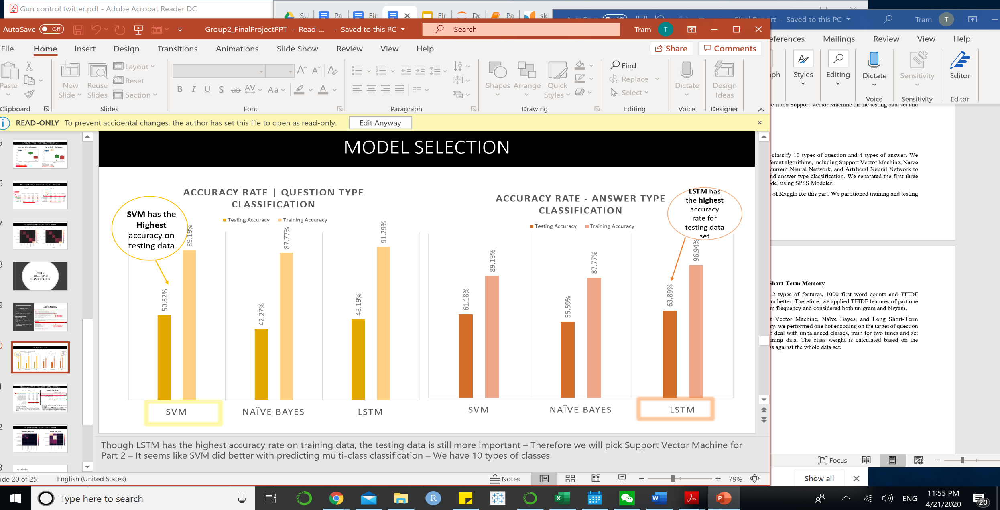 Gun control twitter.pdf - Adobe Acrobat Reader DC
SU
Pa
Fir
Fir
De
Pa
sk
Final Report - Saved to this PC
Tram
T
AutoSave
Off
Group2_FinalProjectPPT - Read-... - Saved to this PC
Search
Tram
T
File
Home
Insert
Design
Transitions
Animations
Slide Show
Review
View
Help
Share
Comments
eferences
Mailings
Review
View
Help
Paste
New
Slide
Reuse
Slides
Layout
Reset
Section
B I U S ab AV Aa A
Shapes
Arrange
Quick
Styles
Find
Replace
Select
Dictate
Design
Ideas
Clipboard
Slides
Font
Paragraph
Drawing
Editing
Voice
Designer
aph
Styles
Editing
Dictate
Sensitivity
Editor
Voice
Sensitivity
Editor
READ-ONLY To prevent accidental changes, the author has set this file to open as read-only.
Edit Anyway
MODEL SELECTION
ACCURACY RATE | QUESTION TYPE
CLASSIFICATION
Testing Accuracy
Training Accuracy
SVM has the
Highest
accuracy on
testing data
50.82%
89.19%
42.27%
87.77%
48.19%
91.29%
SVM
NAÏVE BAYES
LSTM
ACCURACY RATE - ANSWER TYPE
CLASSIFICATION
Testing Accuracy
Training Accuracy
LSTM has
the highest
accuracy
rate for
testing data
set
61.18%
89.19%
55.59%
87.77%
63.89%
96.94%
SVM
NAÏVE BAYES
LSTM
PART 2
Q&A TYPES
CLASSIFICATION
MODEL SELECTION
Conclusion
Though LSTM has the highest accuracy rate on training data, the testing data is still more important – Therefore we will pick Support Vector Machine for
Part 2 – It seems like SVM did better with predicting multi-class classification – We have 10 types of classes
e fitted Support Vector Machine on the testing data set and
classify 10 types of question and 4 types of answer. We
ferent algorithms, including Support Vector Machine, Naïve
current Neural Network, and Artificial Neural Network to
nd answer type classification. We separated the first three
del using SPSS Modeler.
of Kaggle for this part. We partitioned training and testing
Short-Term Memory
2 types of features, 1000 first word counts and TFIDF
m better. Therefore, we applied TFIDF features of part one
m frequency and considered both unigram and bigram.
t Vector Machine, Naïve Bayes, and Long Short-Term
ry, we performed one hot encoding on the target of question
o deal with imbalanced classes, train for two times and set
ining data. The class weight is calculated based on the
ss against the whole data set.
Focus
ide 20 of 25
English (United States)
Notes
79%
Show all
Type here to search
ENG
11:55 PM
4/21/2020
20